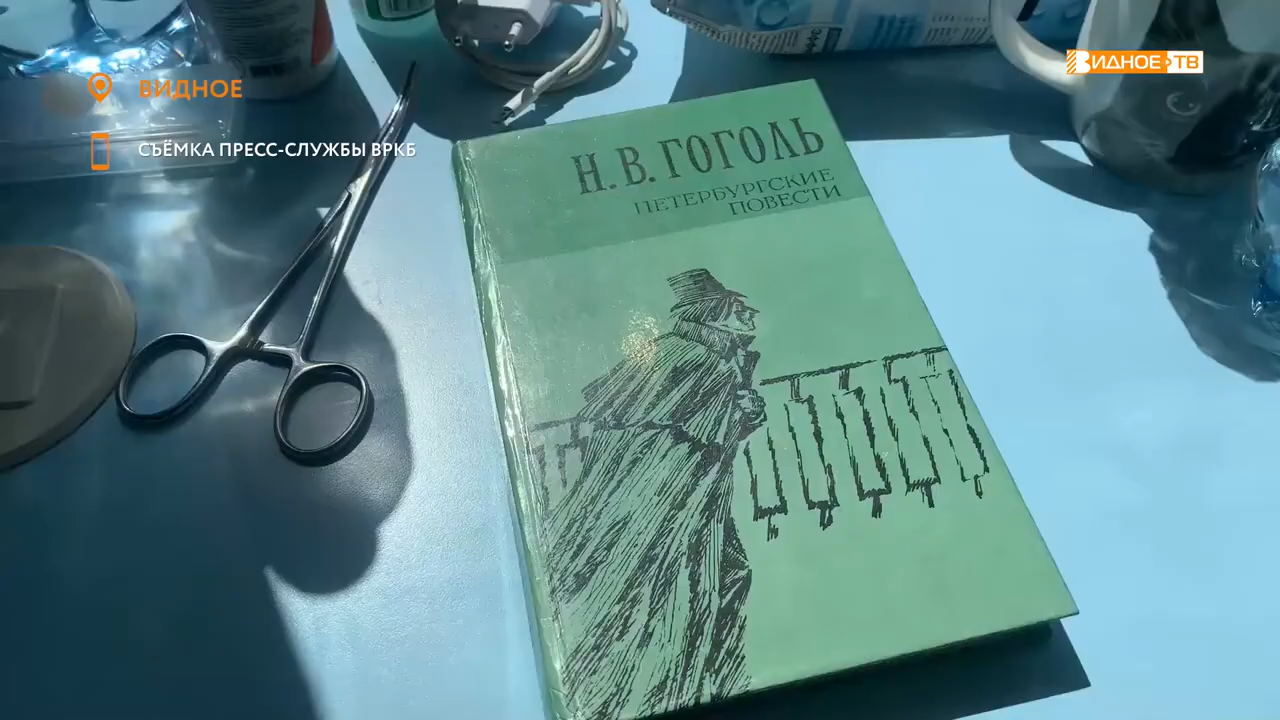 ВИДНОЕ ТВ
ВИДНОЕ
СЪЁМКА ПРЕСС-СЛУЖБЫ ВРКБ
Н. В. ГОГОЛЬ
ПЕТЕРБУРГСКИЕ
ПОВЕСТИ